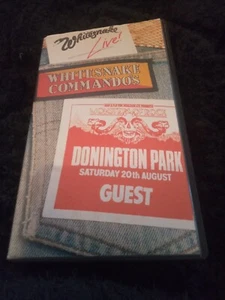 Whitesnake
Live!
WHITESNAKE
COMMANDOS
DONINGTON PARK
SATURDAY 20th AUGUST
GUEST